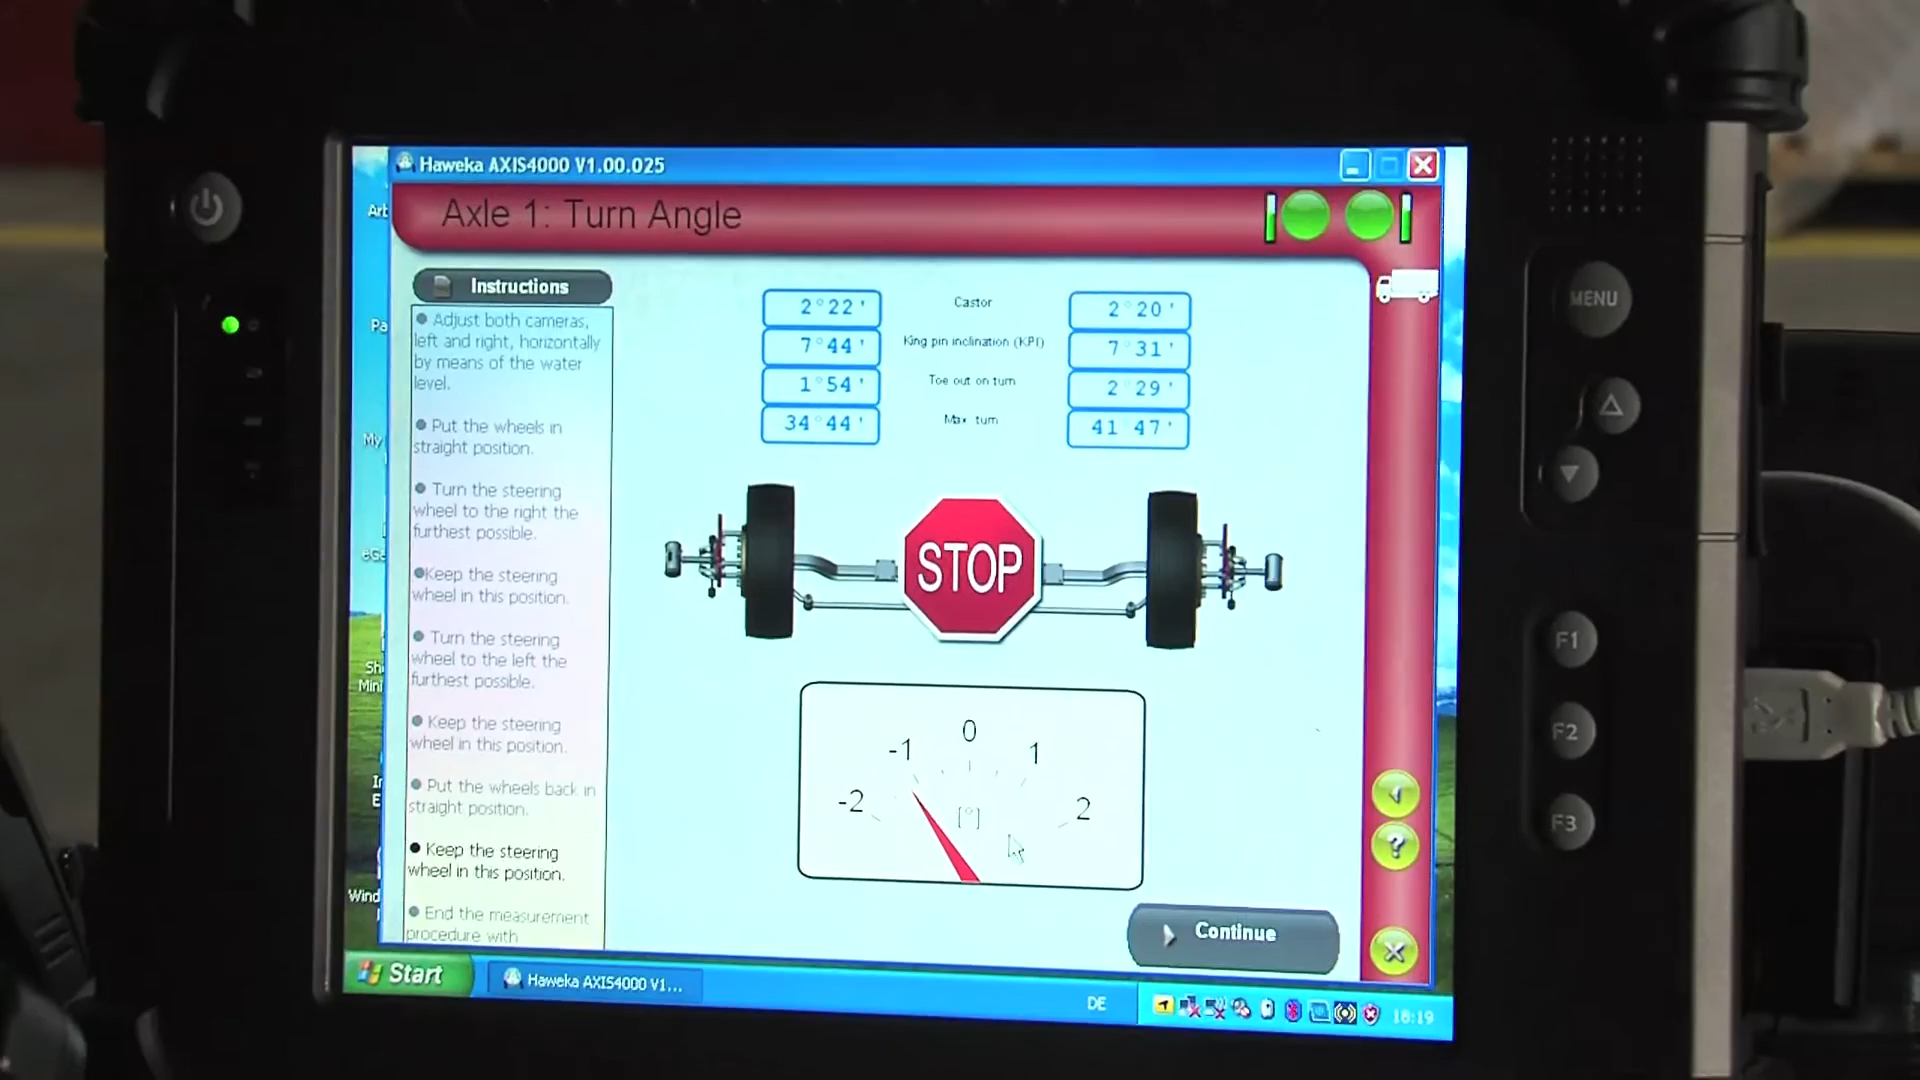 Haweka AXIS4000 V1.00.025
Axle 1: Turn Angle
Instructions
Adjust both cameras,
left and right, horizontally
by means of the water
level.
Put the wheels in
straight position.
Turn the steering
wheel to the right the
furthest possible.
Keep the steering
wheel in this position.
Turn the steering
wheel to the left the
furthest possible.
Keep the steering
wheel in this position.
Put the wheels back in
straight position.
Keep the steering
wheel in this position.
End the measurement
procedure with
2°22' Castor 2°20'
7°44' King pin inclination (KPI) 7°31'
1°54' Toe out on turn 2°29'
34°44' Max turn 41°47'
STOP
-2 -1 0 1 2
[°]
Continue
?
Start
Haweka AXIS4000 V1...
DE
18:19
MENU
F1
F2
F3